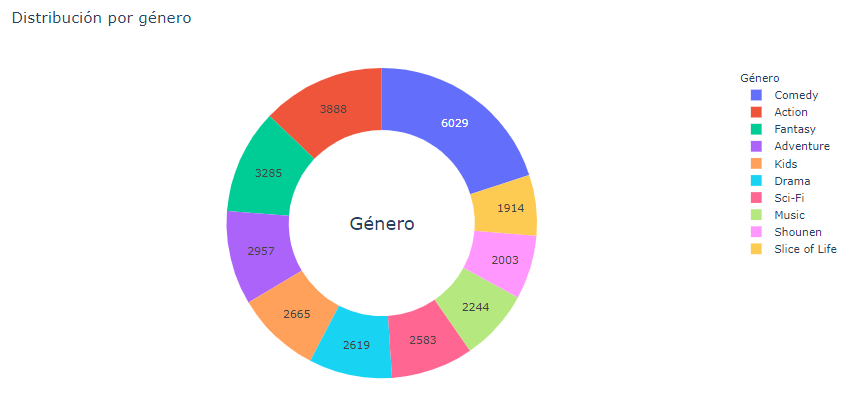 Distribución por género
3888
6029
3285
1914
Género
2957
2003
2665
2244
2619
2583
Género
Comedy
Action
Fantasy
Adventure
Kids
Drama
Sci-Fi
Music
Shounen
Slice of Life